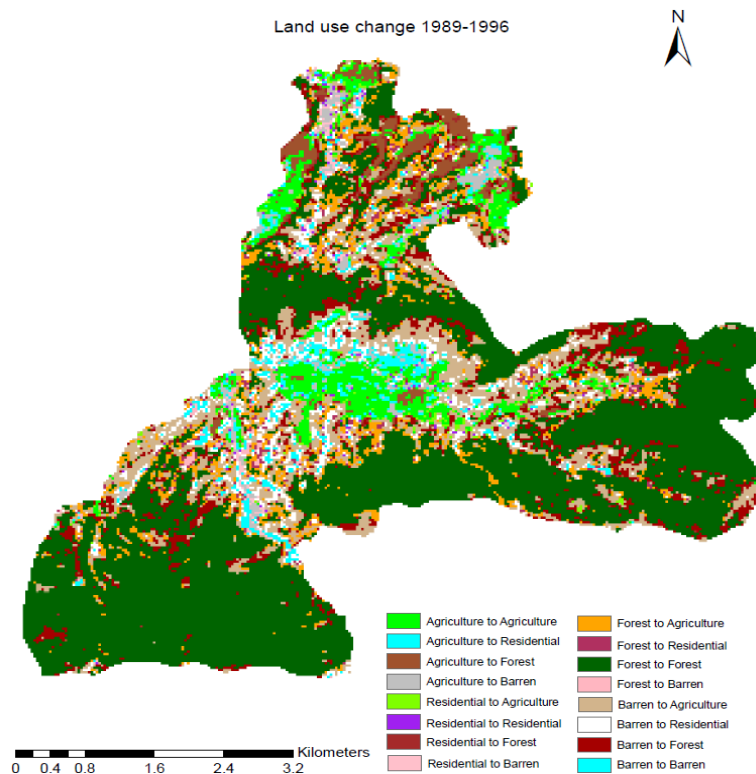 Land use change 1989-1996
N
Agriculture to Agriculture
Agriculture to Residential
Agriculture to Forest
Agriculture to Barren
Residential to Agriculture
Residential to Residential
Residential to Forest
Residential to Barren
Forest to Agriculture
Forest to Residential
Forest to Forest
Forest to Barren
Barren to Agriculture
Barren to Residential
Barren to Forest
Barren to Barren
Kilometers
0 0.4 0.8 1.6 2.4 3.2